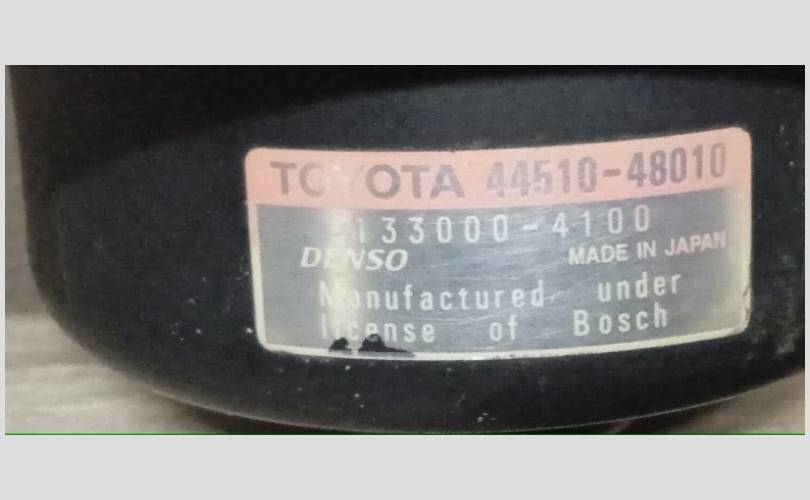 TOYOTA 44510-48010
133000-4100
DENSO MADE IN JAPAN
Manufactured under
license of Bosch